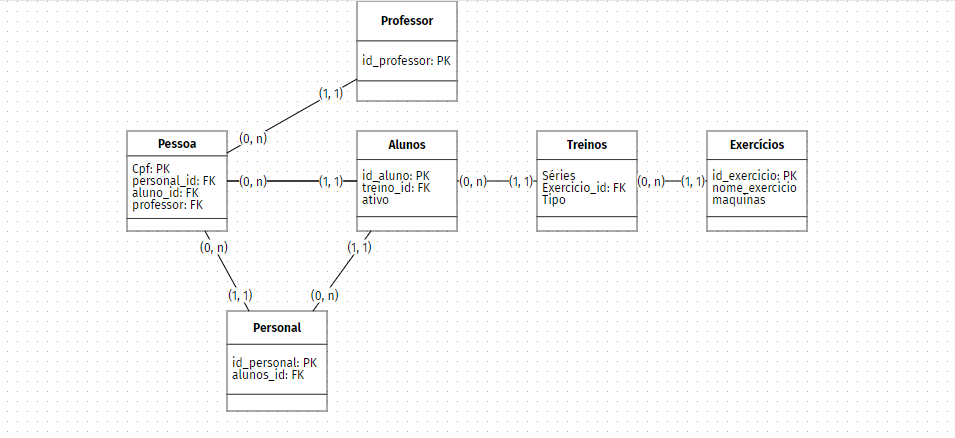 Professor
id_professor: PK
(1, 1)
(0, n)
Pessoa
Cpf: PK
personal_id: FK
aluno_id: FK
professor: FK
(0, n)
(1, 1)
Alunos
id_aluno: PK
treino_id: FK
ativo
(0, n)
(1, 1)
Treinos
Séries
Exercicio_id: FK
Tipo
(0, n)
(1, 1)
Exercícios
id_exercicio: PK
nome_exercicio
maquinas
(0, n)
(1, 1)
(1, 1)
(0, n)
Personal
id_personal: PK
alunos_id: FK